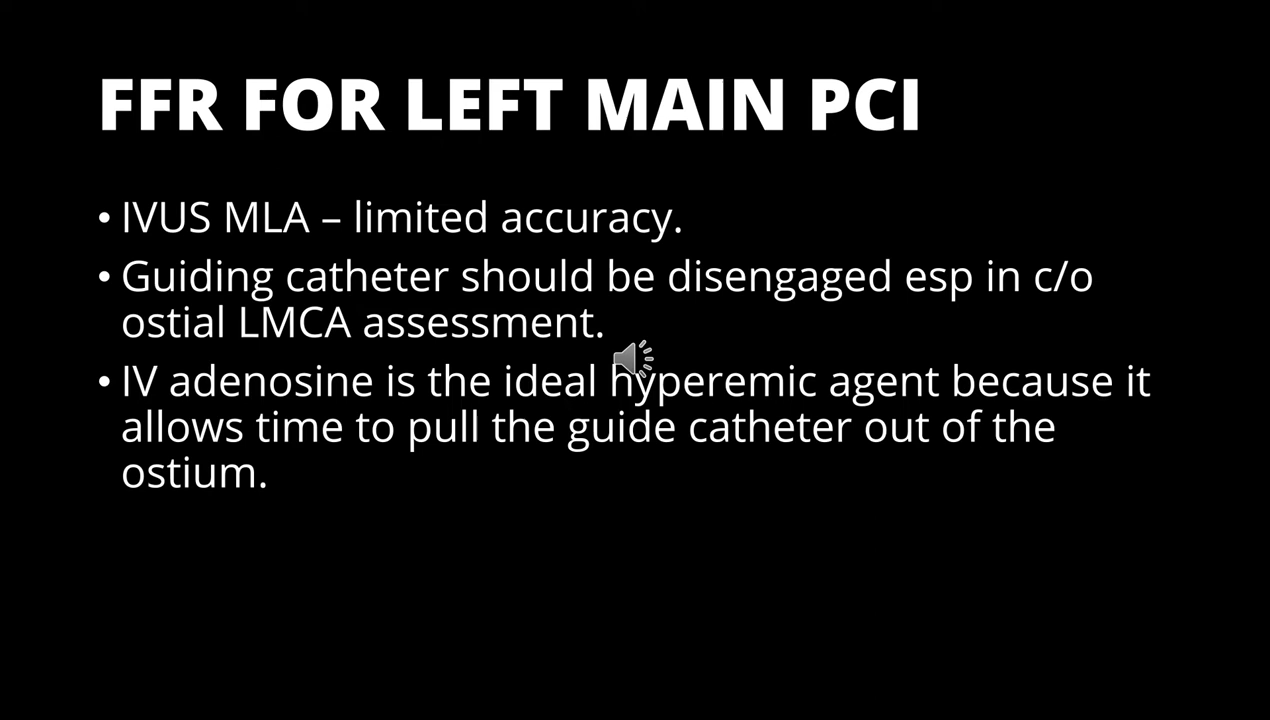 FFR FOR LEFT MAIN PCI
• IVUS MLA – limited accuracy.
• Guiding catheter should be disengaged esp in c/o
ostial LMCA assessment.
• IV adenosine is the ideal hyperemic agent because it
allows time to pull the guide catheter out of the
ostium.